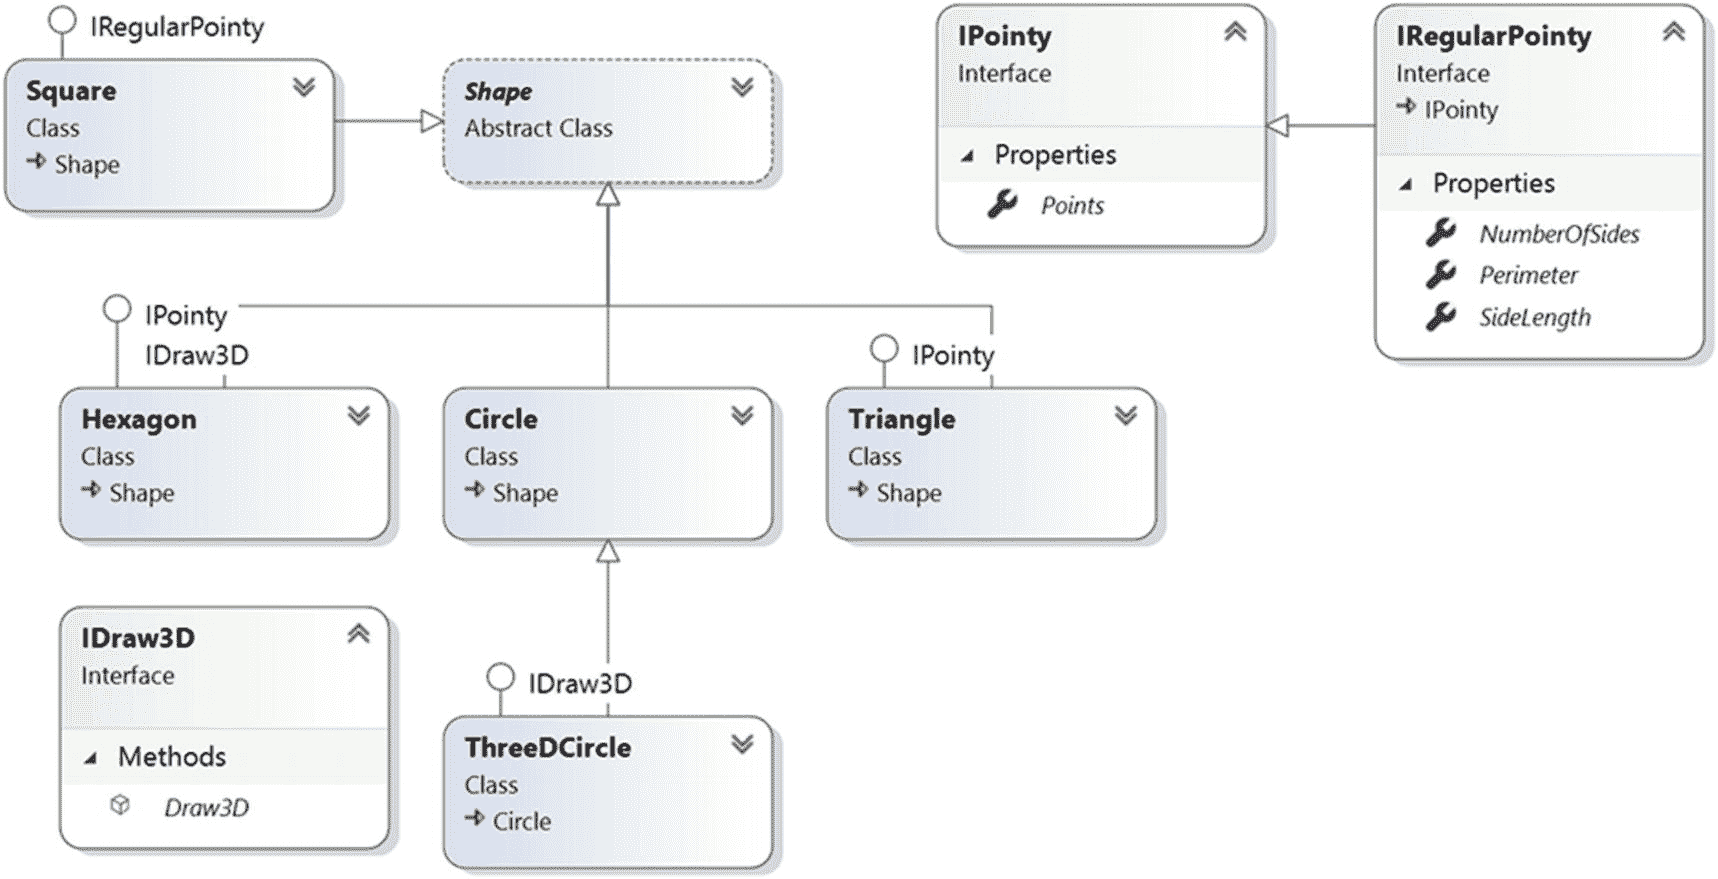 IRegularPointy
Square
Class
Shape
Shape
Abstract Class
IPointy
Interface
Properties
Points
IRegularPointy
Interface
IPointy
Properties
NumberOfSides
Perimeter
SideLength
IPointy
IDraw3D
Hexagon
Class
Shape
Circle
Class
Shape
IPointy
Triangle
Class
Shape
IDraw3D
Interface
Methods
Draw3D
IDraw3D
ThreeDCircle
Class
Circle